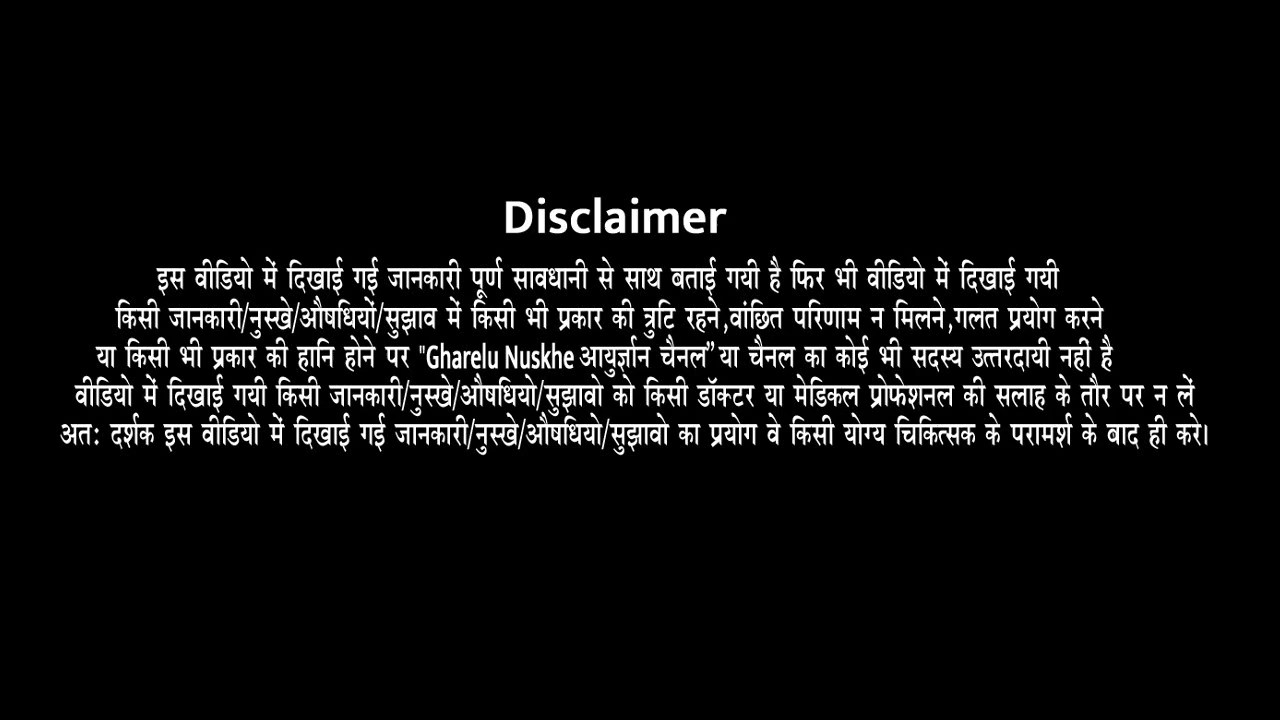 Disclaimer
इस वीडियो में दिखाई गई जानकारी पूर्ण सावधानी से साथ बताई गयी है फिर भी वीडियो में दिखाई गयी
किसी जानकारी/नुस्खे/औषधियों/सुझाव में किसी भी प्रकार की त्रुटि रहने,वांछित परिणाम न मिलने,गलत प्रयोग करने
या किसी भी प्रकार की हानि होने पर "Gharelu Nuskhe आयुर्ज्ञान चैनल” या चैनल का कोई भी सदस्य उत्तरदायी नहीं है
वीडियो में दिखाई गयी किसी जानकारी/नुस्खे/औषधियो/सुझावो को किसी डॉक्टर या मेडिकल प्रोफेशनल की सलाह के तौर पर न लें
अतः दर्शक इस वीडियो में दिखाई गई जानकारी/नुस्खे/औषधियो/सुझावो का प्रयोग वे किसी योग्य चिकित्सक के परामर्श के बाद ही करे।